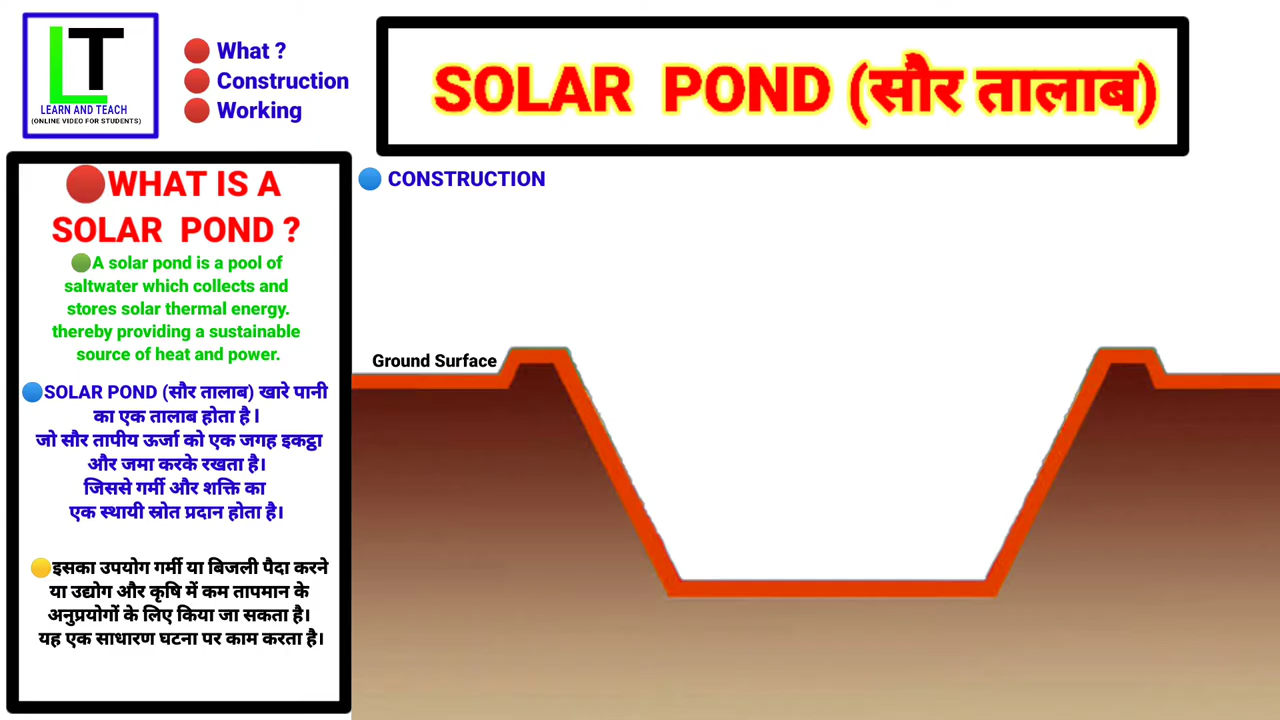 LT
LEARN AND TEACH
(ONLINE VIDEO FOR STUDENTS)
What ?
Construction
Working
SOLAR POND (सौर तालाब)
WHAT IS A
SOLAR POND ?
A solar pond is a pool of
saltwater which collects and
stores solar thermal energy.
thereby providing a sustainable
source of heat and power.
SOLAR POND (सौर तालाब) खारे पानी
का एक तालाब होता है l
जो सौर तापीय ऊर्जा को एक जगह इकट्ठा
और जमा करके रखता है।
जिससे गर्मी और शक्ति का
एक स्थायी स्रोत प्रदान होता है।
इसका उपयोग गर्मी या बिजली पैदा करने
या उद्योग और कृषि में कम तापमान के
अनुप्रयोगों के लिए किया जा सकता है।
यह एक साधारण घटना पर काम करता है।
CONSTRUCTION
Ground Surface